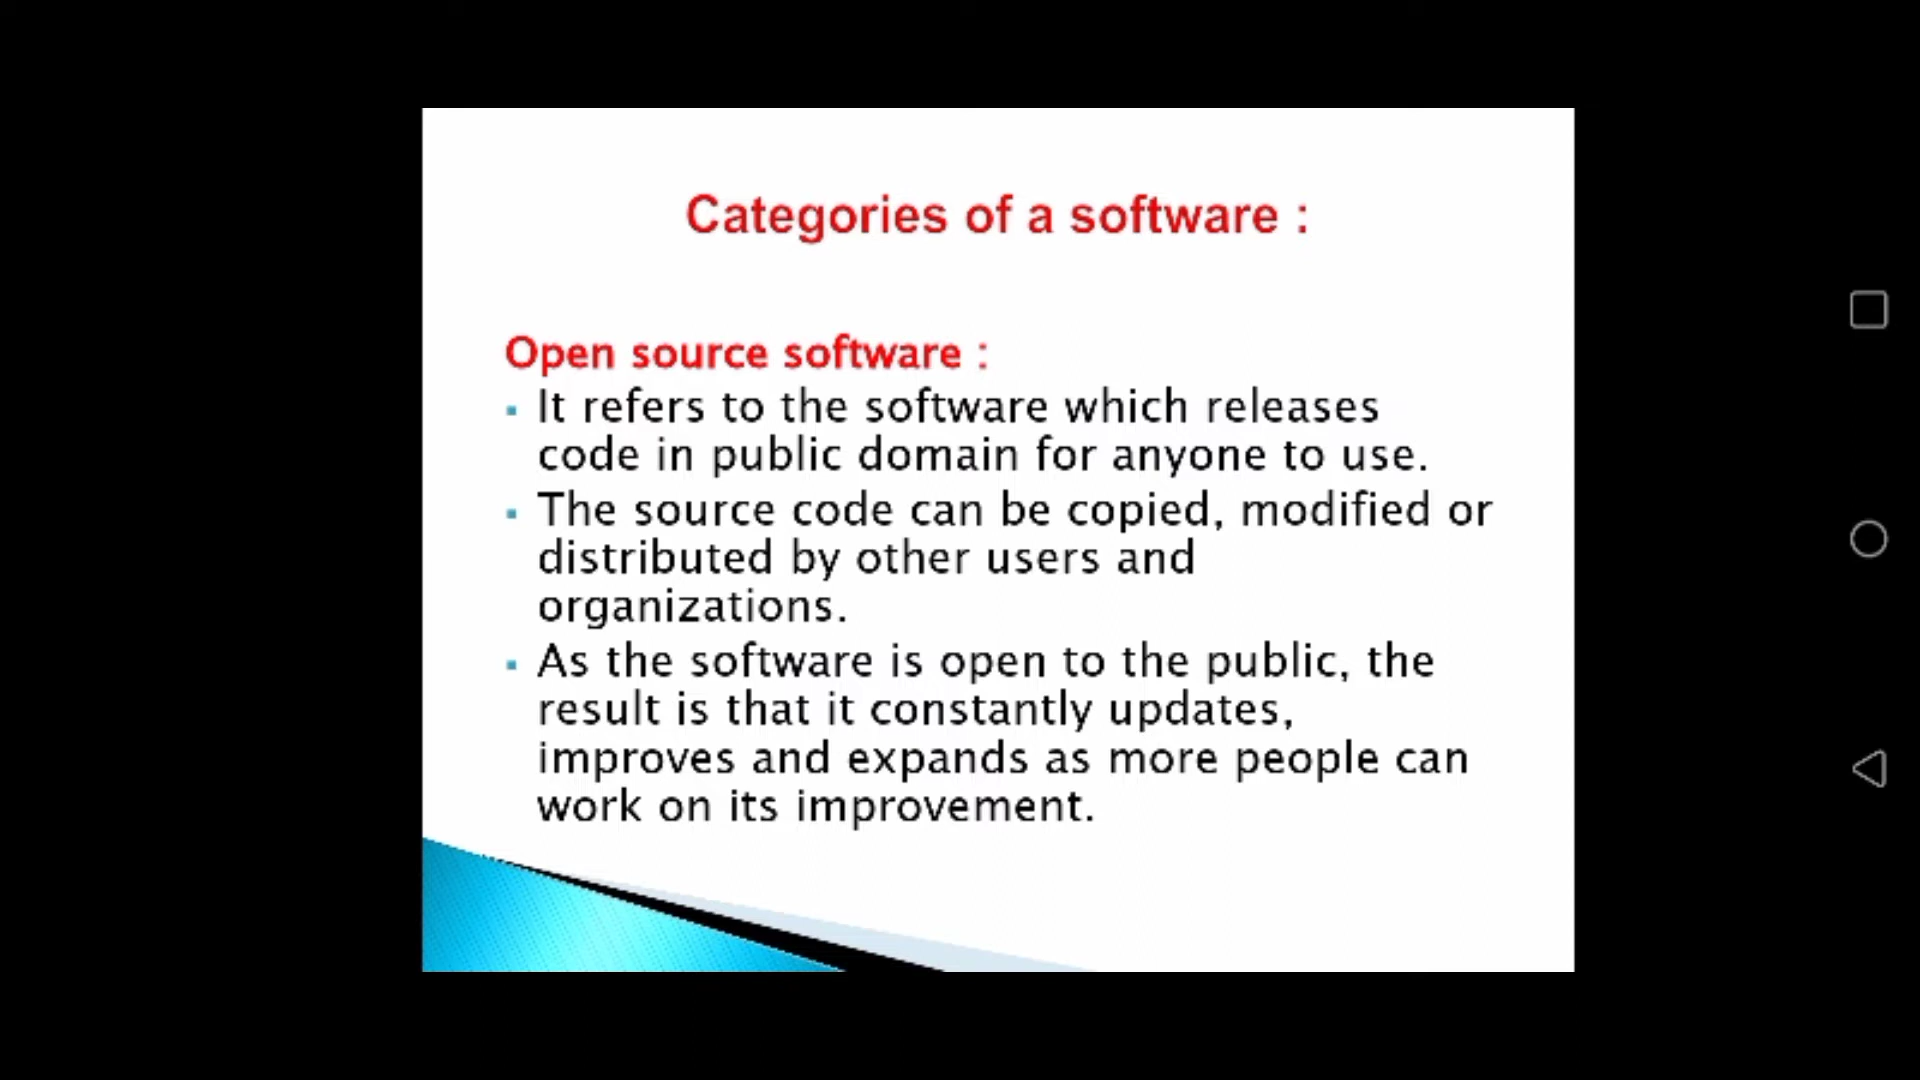 Categories of a software :
Open source software :
▪ It refers to the software which releases
code in public domain for anyone to use.
▪ The source code can be copied, modified or
distributed by other users and
organizations.
▪ As the software is open to the public, the
result is that it constantly updates,
improves and expands as more people can
work on its improvement.